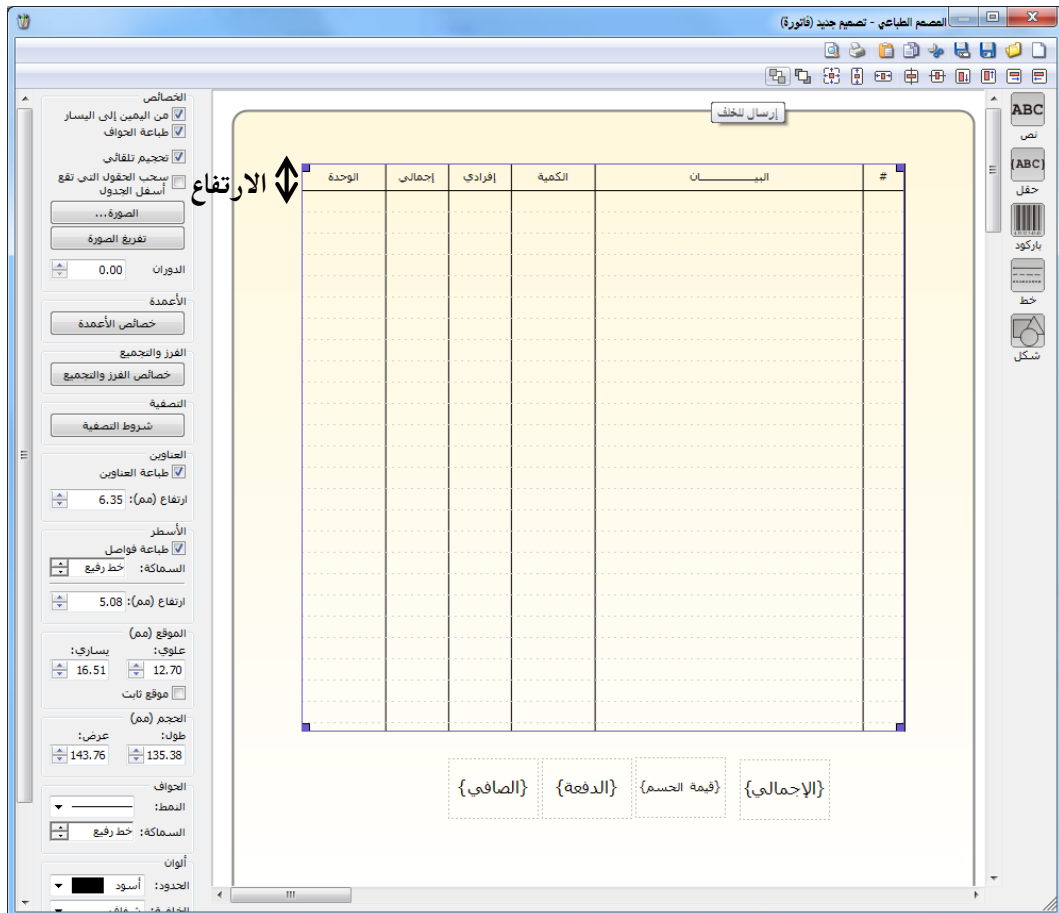 المصمم الطباعي - تصميم جديد (فاتورة)
إرسال للخلف
ABC
نص
{ABC}
حقل
باركود
خط
شكل
# البيـــــــــــان الكمية إفرادي إجمالي الوحدة
الارتفاع
{الإجمالي} {قيمة الحسم} {الدفعة} {الصافي}
الخصائص
من اليمين إلى اليسار
طباعة الحواف
تحجيم تلقائي
سحب الحقول التي تقع
أسفل الجدول
الصورة...
تفريغ الصورة
الدوران 0.00
الأعمدة
خصائص الأعمدة
الفرز والتجميع
خصائص الفرز والتجميع
التصفية
شروط التصفية
العناوين
طباعة العناوين
ارتفاع (مم): 6.35
الأسطر
طباعة فواصل
السماكة: خط رفيع
ارتفاع (مم): 5.08
الموقع (مم)
علوي: يساري:
12.70 16.51
موقع ثابت
الحجم (مم)
طول: عرض:
135.38 143.76
الحواف
النمط:
السماكة: خط رفيع
ألوان
الحدود: أسود